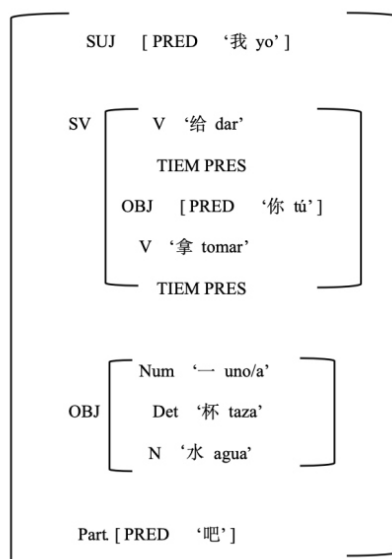 SUJ [ PRED ‘我 yo’ ]
SV V ‘给 dar’
TIEM PRES
OBJ [ PRED ‘你 tú’ ]
V ‘拿 tomar’
TIEM PRES
Num ‘一 uno/a’
OBJ Det ‘杯 taza’
N ‘水 agua’
Part. [ PRED ‘吧’ ]